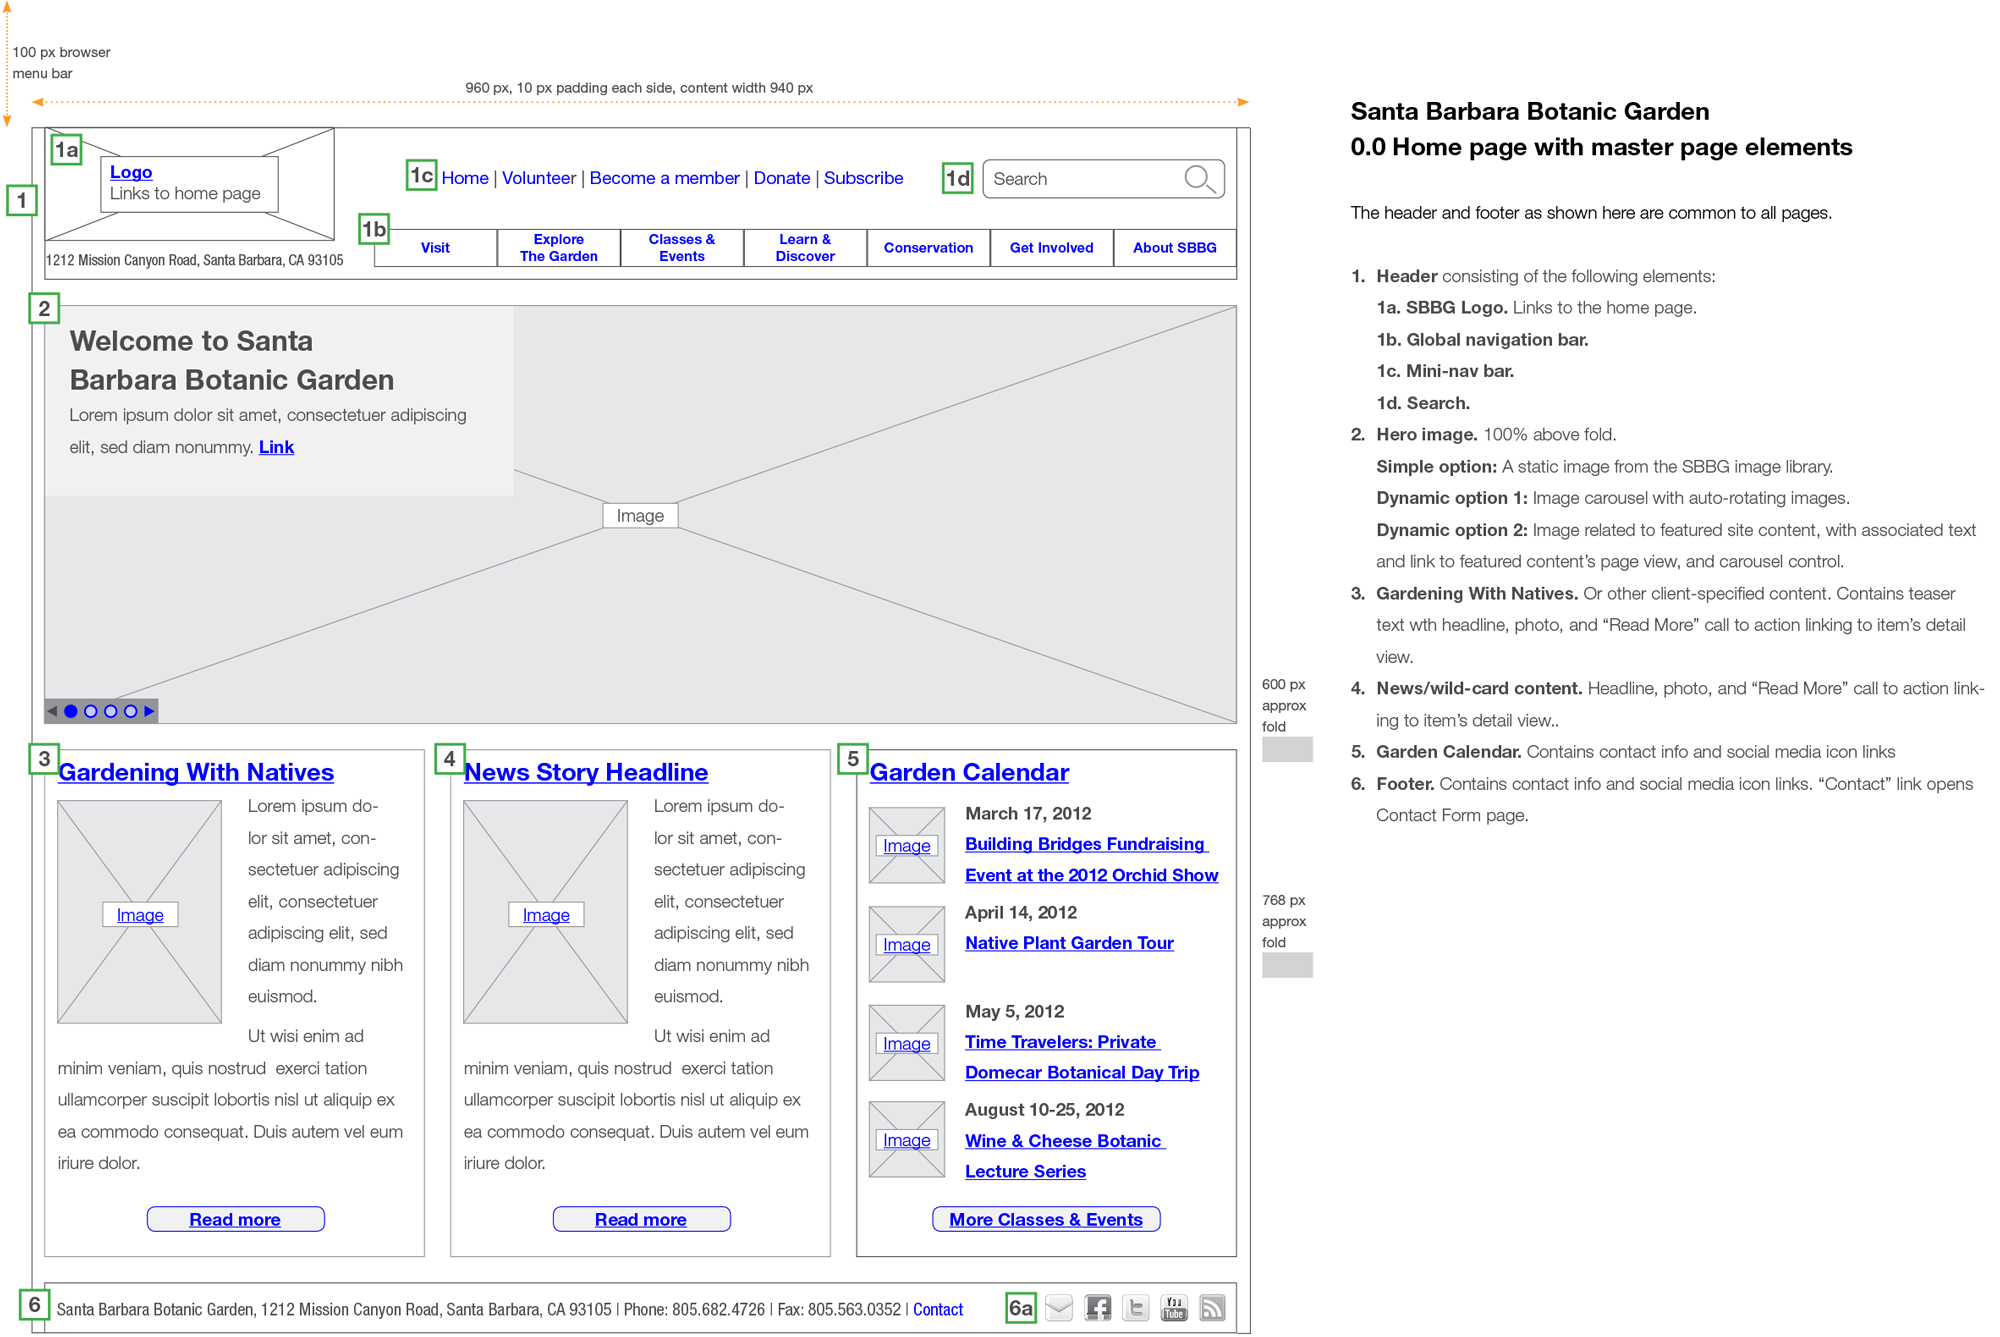 100 px browser
menu bar
960 px, 10 px padding each side, content width 940 px
1a
Logo
Links to home page
1
1212 Mission Canyon Road, Santa Barbara, CA 93105
1c
Home | Volunteer | Become a member | Donate | Subscribe
1d
Search
1b
Visit
Explore
The Garden
Classes &
Events
Learn &
Discover
Conservation
Get Involved
About SBBG
2
Welcome to Santa
Barbara Botanic Garden
Lorem ipsum dolor sit amet, consectetuer adipiscing
elit, sed diam nonummy. Link
Image
600 px
approx
fold
3
Gardening With Natives
Image
Lorem ipsum do-
lor sit amet, con-
sectetuer adipiscing
elit, consectetuer
adipiscing elit, sed
diam nonummy nibh
euismod.
Ut wisi enim ad
minim veniam, quis nostrud  exerci tation
ullamcorper suscipit lobortis nisl ut aliquip ex
ea commodo consequat. Duis autem vel eum
iriure dolor.
Read more
4
News Story Headline
Image
Lorem ipsum do-
lor sit amet, con-
sectetuer adipiscing
elit, consectetuer
adipiscing elit, sed
diam nonummy nibh
euismod.
Ut wisi enim ad
minim veniam, quis nostrud  exerci tation
ullamcorper suscipit lobortis nisl ut aliquip ex
ea commodo consequat. Duis autem vel eum
iriure dolor.
Read more
5
Garden Calendar
Image
March 17, 2012
Building Bridges Fundraising
Event at the 2012 Orchid Show
Image
April 14, 2012
Native Plant Garden Tour
Image
May 5, 2012
Time Travelers: Private
Domecar Botanical Day Trip
Image
August 10-25, 2012
Wine & Cheese Botanic
Lecture Series
More Classes & Events
768 px
approx
fold
6
Santa Barbara Botanic Garden, 1212 Mission Canyon Road, Santa Barbara, CA 93105 | Phone: 805.682.4726 | Fax: 805.563.0352 | Contact
6a
f
t
You
Tube
Santa Barbara Botanic Garden
0.0 Home page with master page elements
The header and footer as shown here are common to all pages.
1. Header consisting of the following elements:
1a. SBBG Logo. Links to the home page.
1b. Global navigation bar.
1c. Mini-nav bar.
1d. Search.
2. Hero image. 100% above fold.
Simple option: A static image from the SBBG image library.
Dynamic option 1: Image carousel with auto-rotating images.
Dynamic option 2: Image related to featured site content, with associated text
and link to featured content’s page view, and carousel control.
3. Gardening With Natives. Or other client-specified content. Contains teaser
text wth headline, photo, and “Read More” call to action linking to item’s detail
view.
4. News/wild-card content. Headline, photo, and “Read More” call to action link-
ing to item’s detail view..
5. Garden Calendar. Contains contact info and social media icon links
6. Footer. Contains contact info and social media icon links. “Contact” link opens
Contact Form page.